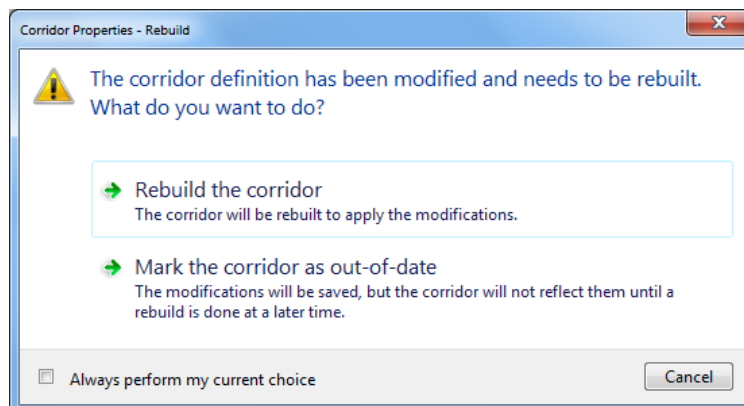 Corridor Properties - Rebuild
The corridor definition has been modified and needs to be rebuilt.
What do you want to do?
Rebuild the corridor
The corridor will be rebuilt to apply the modifications.
Mark the corridor as out-of-date
The modifications will be saved, but the corridor will not reflect them until a
rebuild is done at a later time.
Always perform my current choice
Cancel